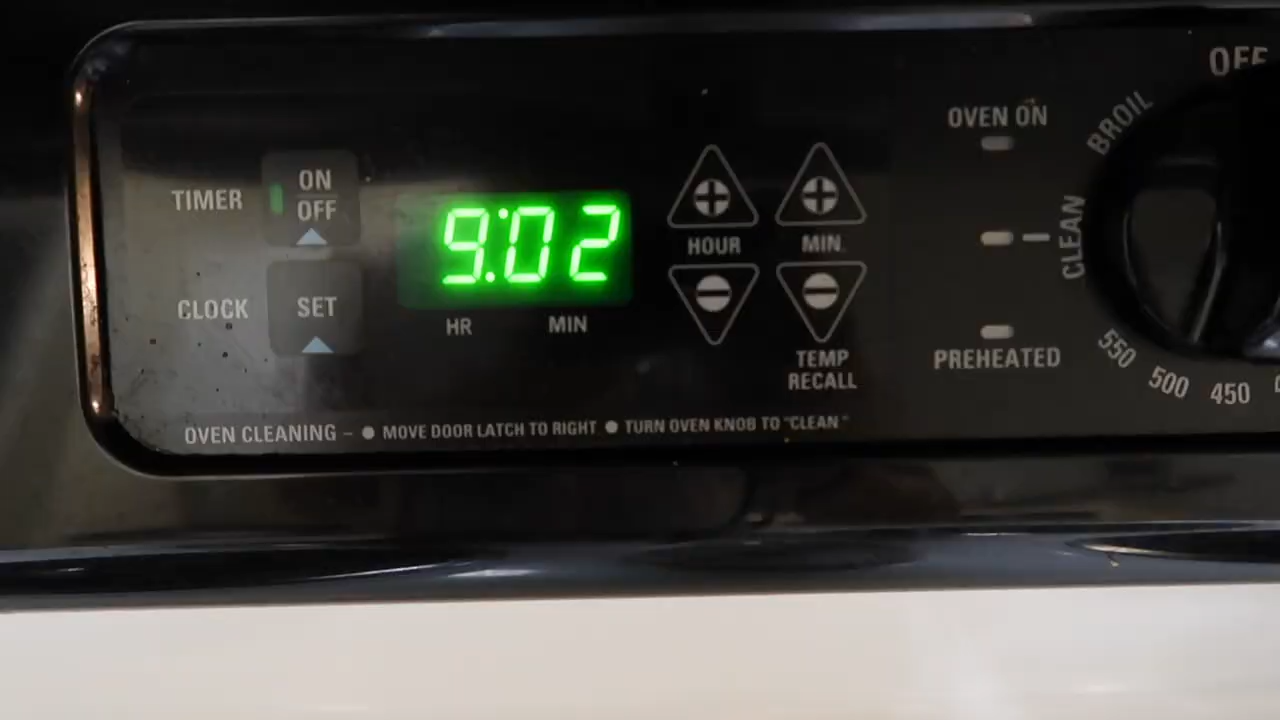 OFF
OVEN ON
BROIL
TIMER
ON
OFF
9:02
HOUR
MIN.
CLEAN
CLOCK
SET
HR
MIN
TEMP
RECALL
PREHEATED
550
500
450
OVEN CLEANING – ● MOVE DOOR LATCH TO RIGHT ● TURN OVEN KNOB TO "CLEAN"